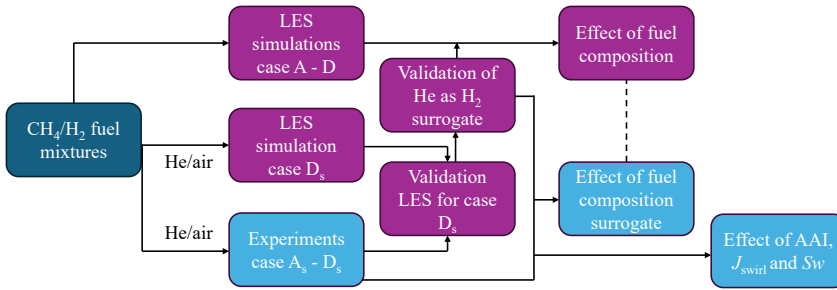 CH₄/H₂ fuel
mixtures
He/air
He/air
LES
simulations
case A - D
LES
simulation
case Dₛ
Experiments
case Aₛ - Dₛ
Validation of
He as H₂
surrogate
Validation
LES for case
Dₛ
Effect of fuel
composition
Effect of fuel
composition
surrogate
Effect of AAI,
J_swirl and Sw